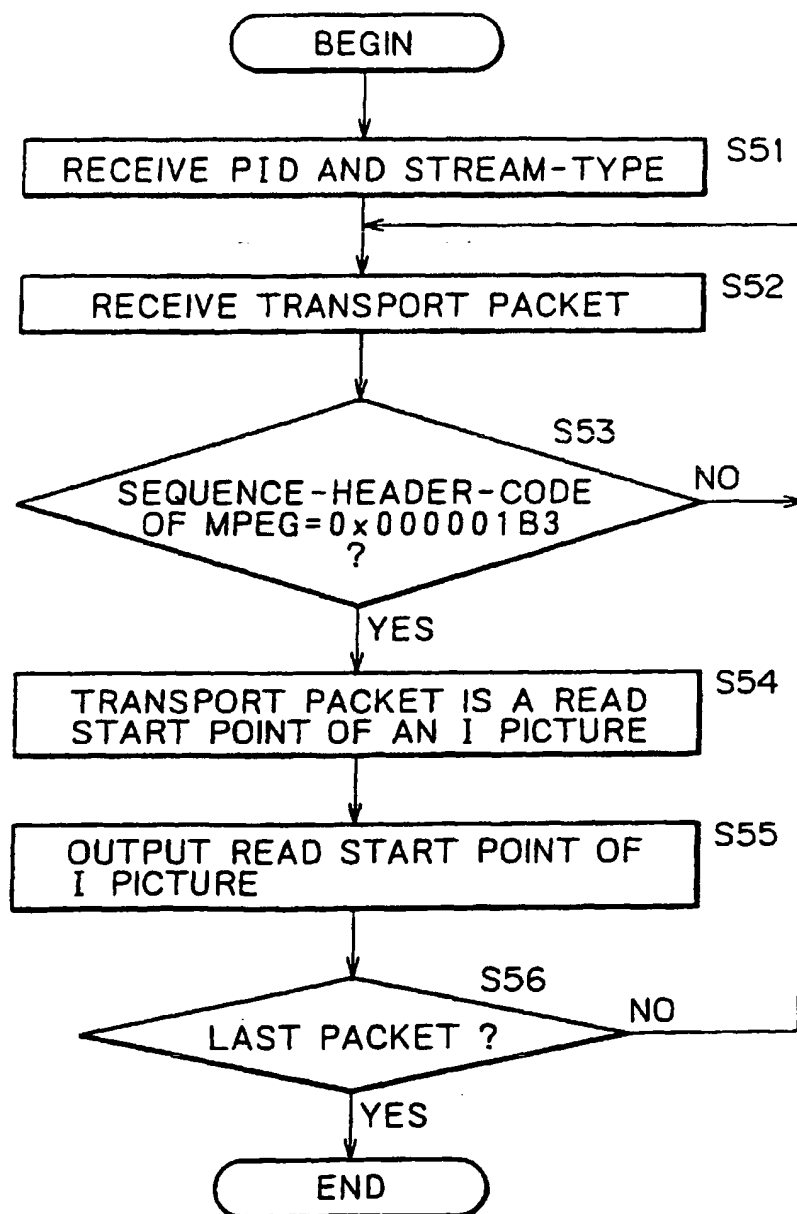 BEGIN
RECEIVE PID AND STREAM-TYPE
S51
RECEIVE TRANSPORT PACKET
S52
S53
SEQUENCE-HEADER-CODE
OF MPEG=0x000001B3
?
NO
YES
S54
TRANSPORT PACKET IS A READ
START POINT OF AN I PICTURE
S55
OUTPUT READ START POINT OF
I PICTURE
S56
LAST PACKET ?
NO
YES
END